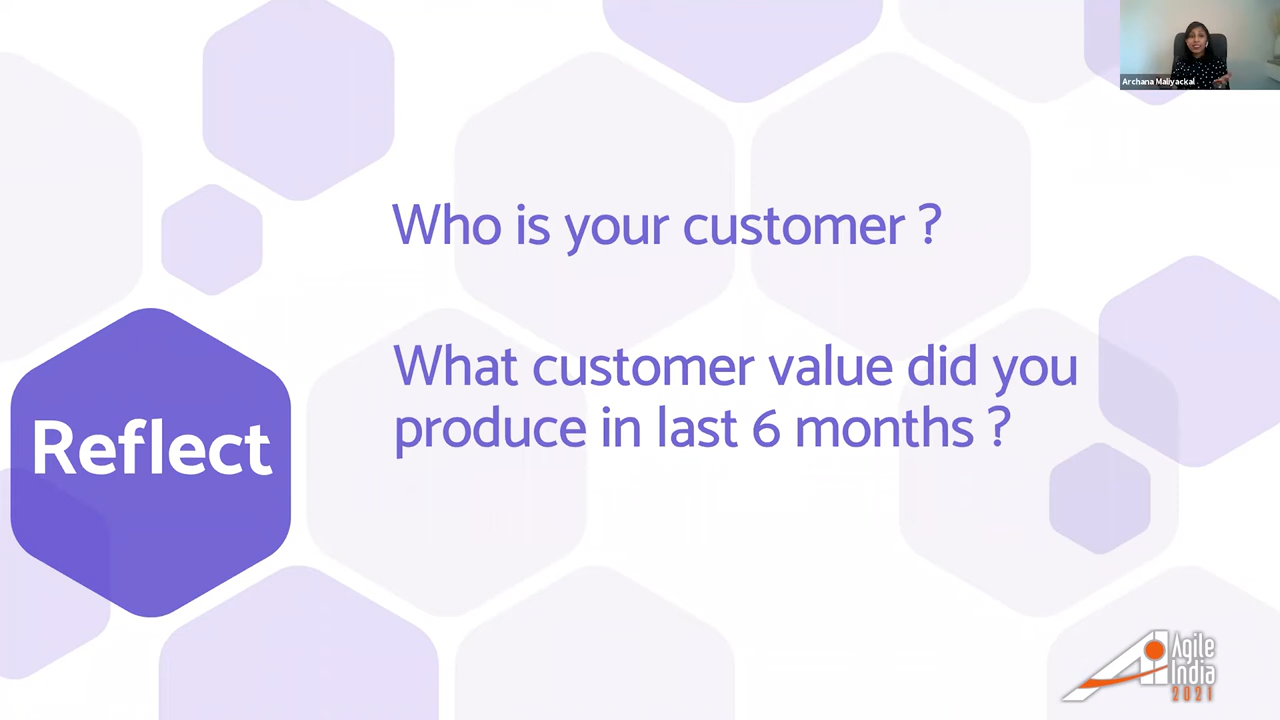 Archana Maliyackal
Who is your customer ?
What customer value did you
produce in last 6 months ?
Reflect
Agile
India
2021